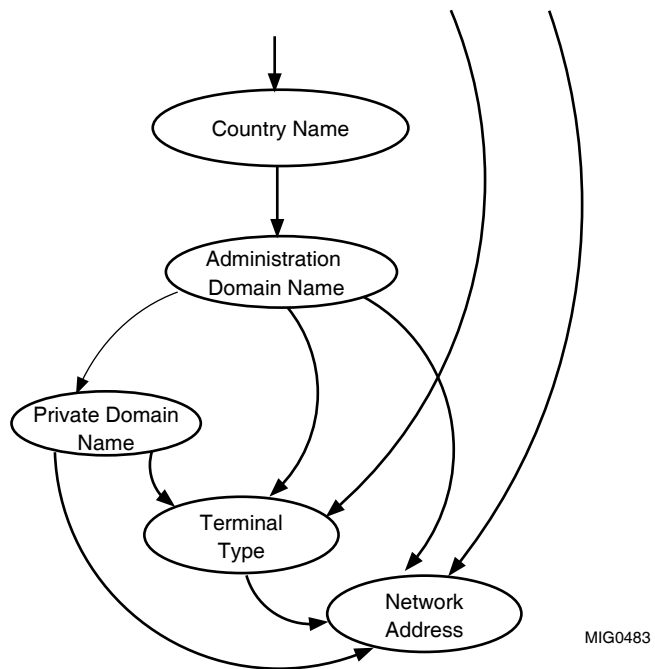 Country Name
Administration
Domain Name
Private Domain
Name
Terminal
Type
Network
Address
MIG0483